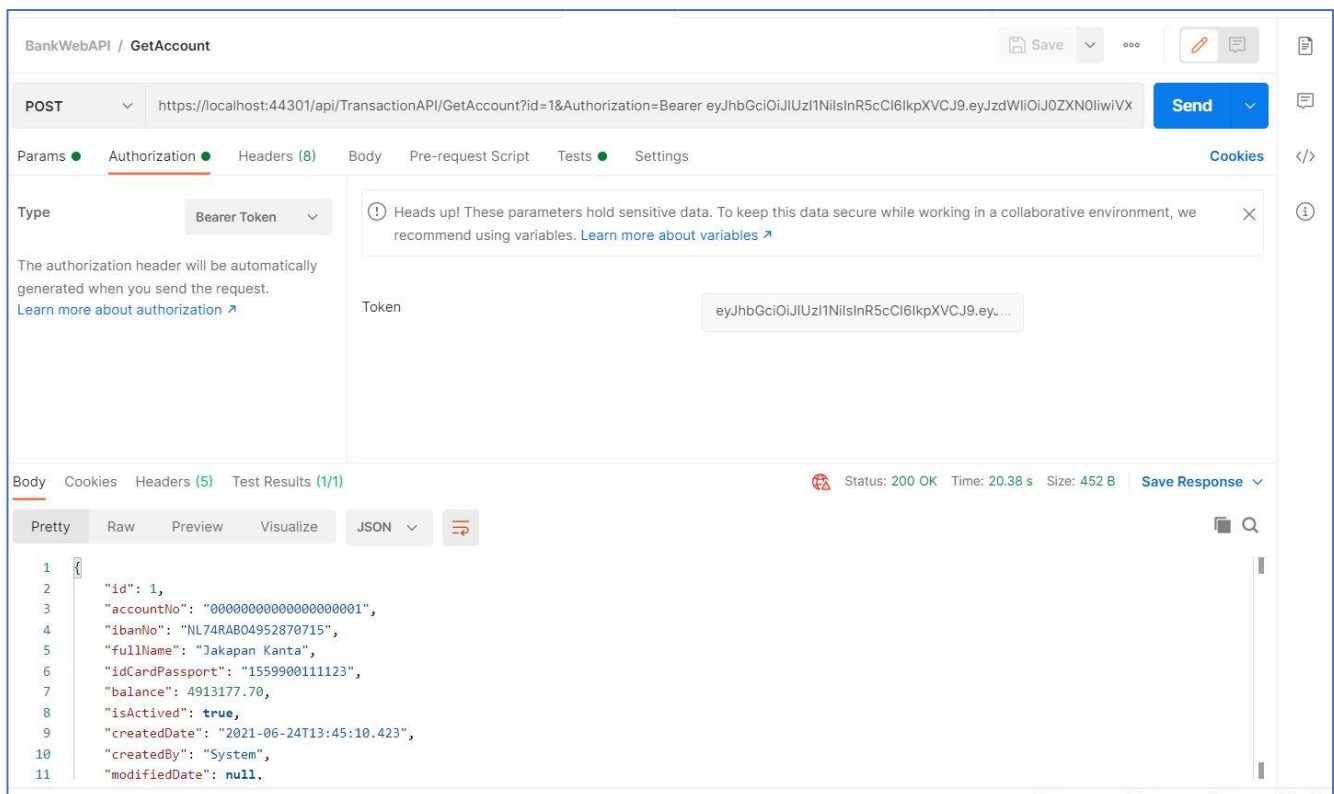 BankWebAPI / GetAccount
Save
POST
https://localhost:44301/api/TransactionAPI/GetAccount?id=1&Authorization=Bearer eyJhbGciOiJIUzI1NiIsInR5cCI6IkpXVCJ9.eyJzdWIiOiJ0ZXN0IiwiVX
Send
Params Authorization Headers (8) Body Pre-request Script Tests Settings Cookies
Type Bearer Token
Heads up! These parameters hold sensitive data. To keep this data secure while working in a collaborative environment, we
recommend using variables. Learn more about variables ↗
The authorization header will be automatically
generated when you send the request.
Learn more about authorization ↗
Token
eyJhbGciOiJIUzI1NiIsInR5cCI6IkpXVCJ9.ey...
Body Cookies Headers (5) Test Results (1/1) Status: 200 OK Time: 20.38 s Size: 452 B Save Response
Pretty Raw Preview Visualize JSON
1 {
2 "id": 1,
3 "accountNo": "00000000000000000001",
4 "ibanNo": "NL74RABO4952870715",
5 "fullName": "Jakapan Kanta",
6 "idCardPassport": "1559900111123",
7 "balance": 4913177.70,
8 "isActived": true,
9 "createdDate": "2021-06-24T13:45:10.423",
10 "createdBy": "System",
11 "modifiedDate": null,